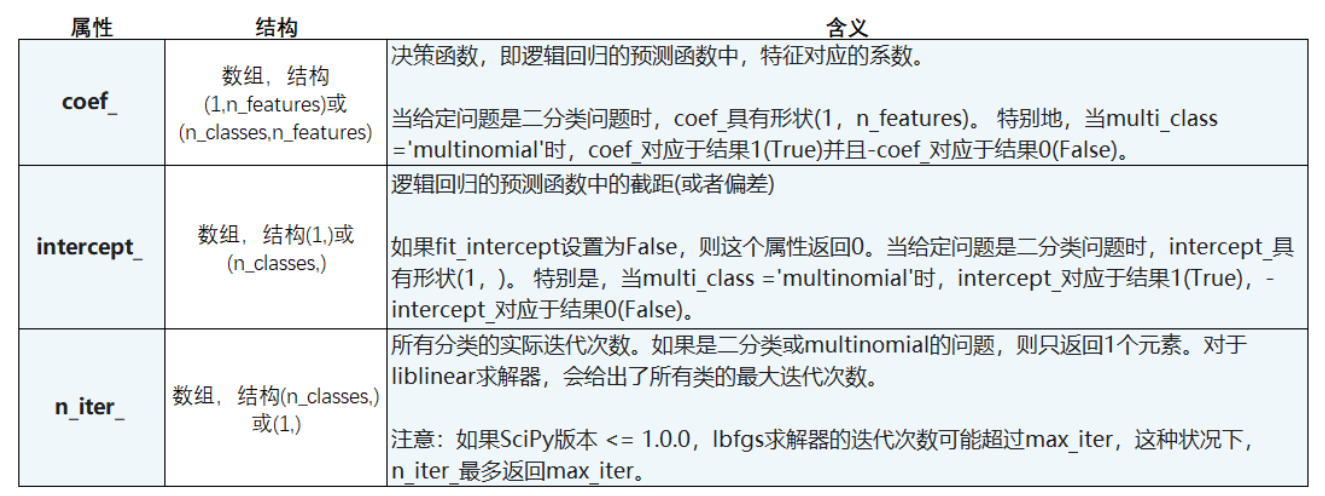 属性 结构 含义
coef_
数组，结构
(1,n_features)或
(n_classes,n_features)
决策函数，即逻辑回归的预测函数中，特征对应的系数。
当给定问题是二分类问题时，coef_具有形状(1，n_features)。 特别地，当multi_class
='multinomial'时，coef_对应于结果1(True)并且-coef_对应于结果0(False)。
intercept_
数组，结构(1,)或
(n_classes,)
逻辑回归的预测函数中的截距(或者偏差)
如果fit_intercept设置为False，则这个属性返回0。当给定问题是二分类问题时，intercept_具
有形状(1，)。 特别是，当multi_class ='multinomial'时，intercept_对应于结果1(True)，-
intercept_对应于结果0(False)。
n_iter_
数组，结构(n_classes,)
或(1,)
所有分类的实际迭代次数。如果是二分类或multinomial的问题，则只返回1个元素。对于
liblinear求解器，会给出了所有类的最大迭代次数。
注意：如果SciPy版本 <= 1.0.0，lbfgs求解器的迭代次数可能超过max_iter，这种状况下，
n_iter_最多返回max_iter。